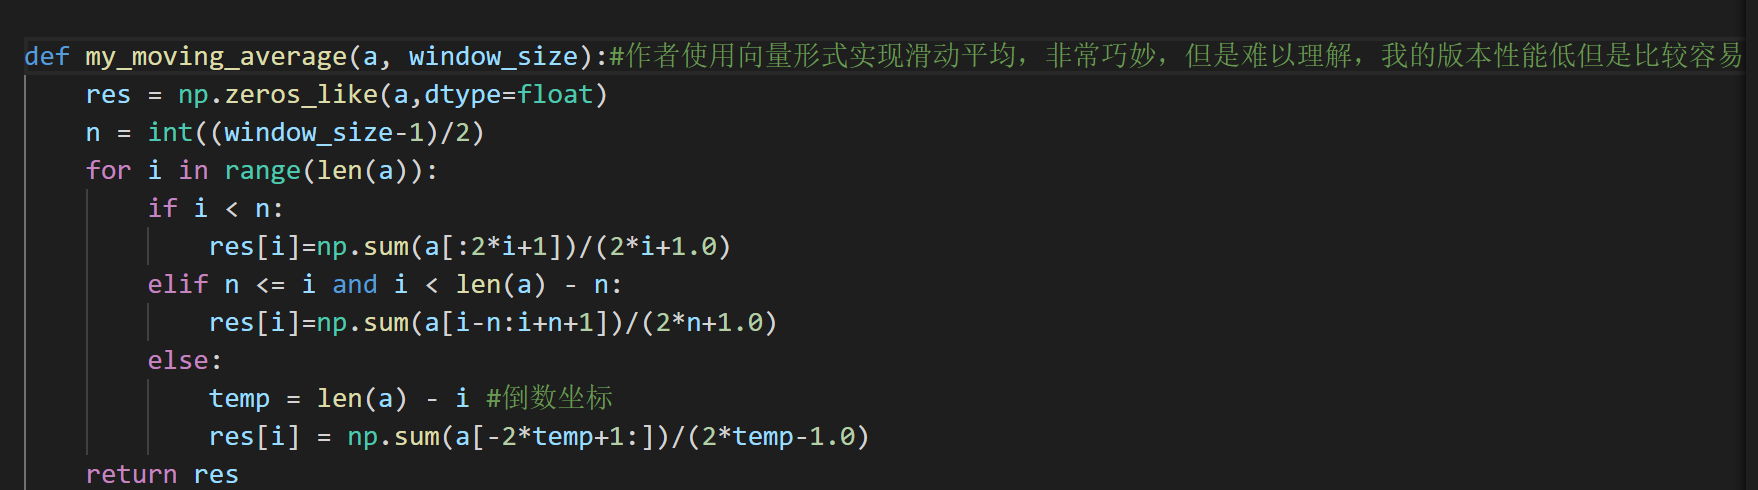 def my_moving_average(a, window_size):#作者使用向量形式实现滑动平均，非常巧妙，但是难以理解，我的版本性能低但是比较容易
    res = np.zeros_like(a,dtype=float)
    n = int((window_size-1)/2)
    for i in range(len(a)):
        if i < n:
            res[i]=np.sum(a[:2*i+1])/(2*i+1.0)
        elif n <= i and i < len(a) - n:
            res[i]=np.sum(a[i-n:i+n+1])/(2*n+1.0)
        else:
            temp = len(a) - i #倒数坐标
            res[i] = np.sum(a[-2*temp+1:])/(2*temp-1.0)
    return res